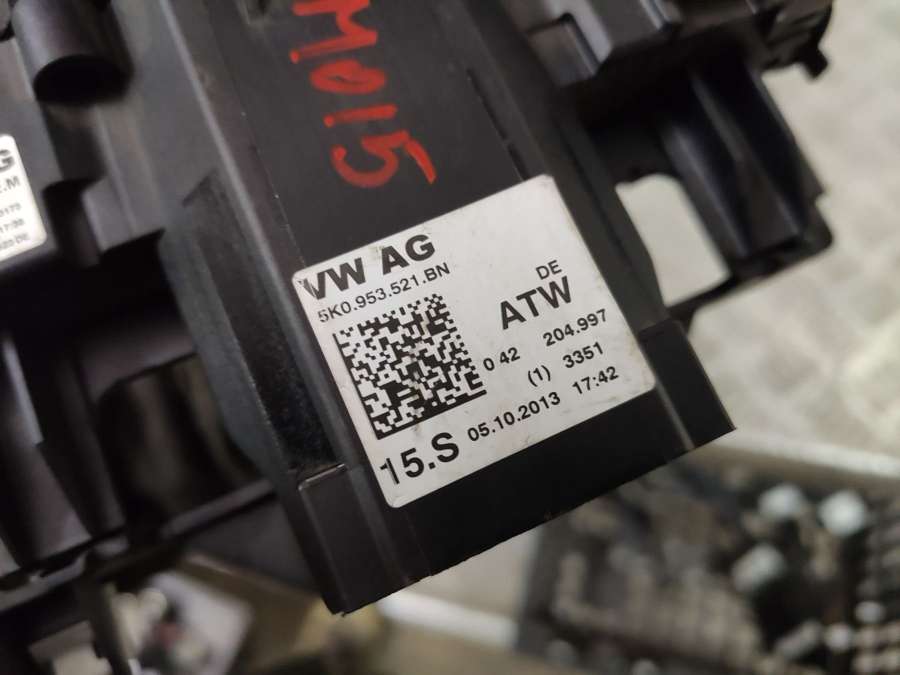 M015
G
.M
VW AG
5K0.953.521.BN
DE
ATW
0 42 204.997
(1) 3351
15.S 05.10.2013 17:42